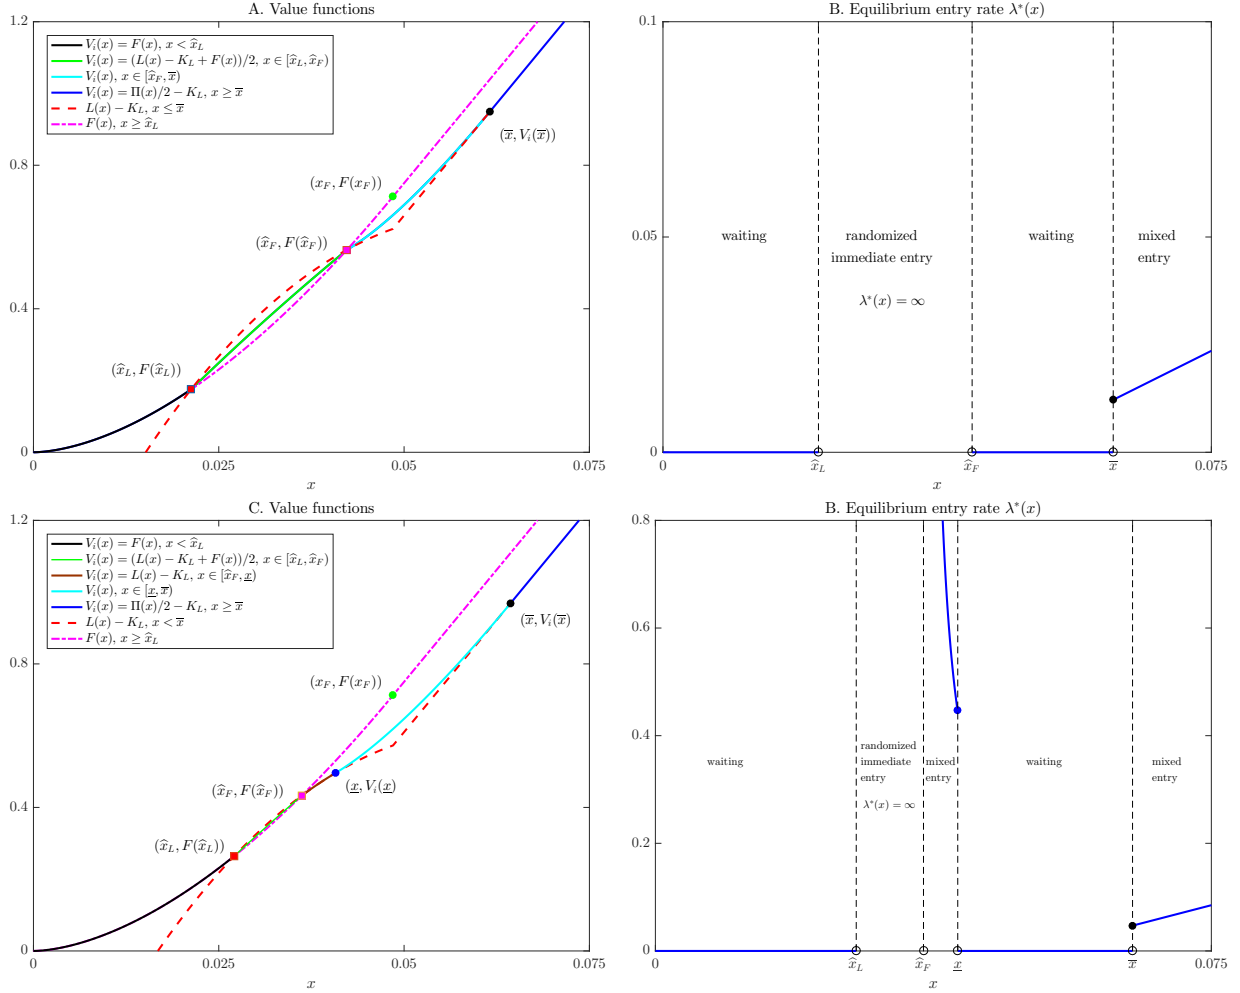 A. Value functions
1.2
0.8
0.4
0
0
0.025
0.05
0.075
x
V_i(x) = F(x), x < x̂_L
V_i(x) = (L(x) − K_L + F(x))/2, x ∈ [x̂_L, x̂_F)
V_i(x), x ∈ [x̂_F, x̅)
V_i(x) = Π(x)/2 − K_L, x ≥ x̅
L(x) − K_L, x ≤ x̅
F(x), x ≥ x̂_L
(x̅, V_i(x̅))
(x_F, F(x_F))
(x̂_F, F(x̂_F))
(x̂_L, F(x̂_L))
B. Equilibrium entry rate λ*(x)
0.1
0.05
0
waiting
randomized
immediate entry
λ*(x) = ∞
waiting
mixed
entry
0
x̂_L
x̂_F
x̅
0.075
x
C. Value functions
1.2
0.8
0.4
0
0
0.025
0.05
0.075
x
V_i(x) = F(x), x < x̂_L
V_i(x) = (L(x) − K_L + F(x))/2, x ∈ [x̂_L, x̂_F)
V_i(x) = L(x) − K_L, x ∈ [x̂_F, x̲)
V_i(x), x ∈ [x̲, x̅)
V_i(x) = Π(x)/2 − K_L, x ≥ x̅
L(x) − K_L, x < x̅
F(x), x ≥ x̂_L
(x̅, V_i(x̅)
(x_F, F(x_F))
(x̂_F, F(x̂_F))
(x̲, V_i(x̲)
(x̂_L, F(x̂_L))
B. Equilibrium entry rate λ*(x)
0.8
0.6
0.4
0.2
0
waiting
randomized
immediate
entry
λ*(x) = ∞
mixed
entry
waiting
mixed
entry
0
x̂_L
x̂_F
x̲
x̅
0.075
x